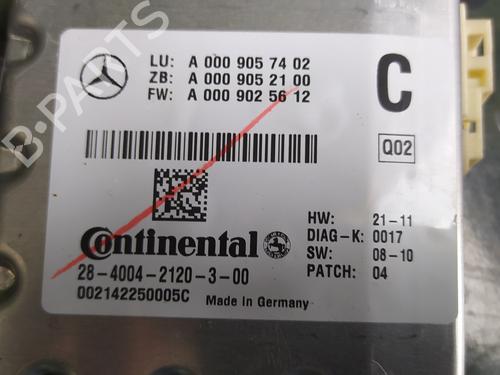 LU: A 000 905 74 02
ZB: A 000 905 21 00
FW: A 000 902 56 12
C
Q02
HW: 21-11
DIAG-K: 0017
SW: 08-10
PATCH: 04
Continental
28-4004-2120-3-00
002142250005C Made in Germany
B-PARTS